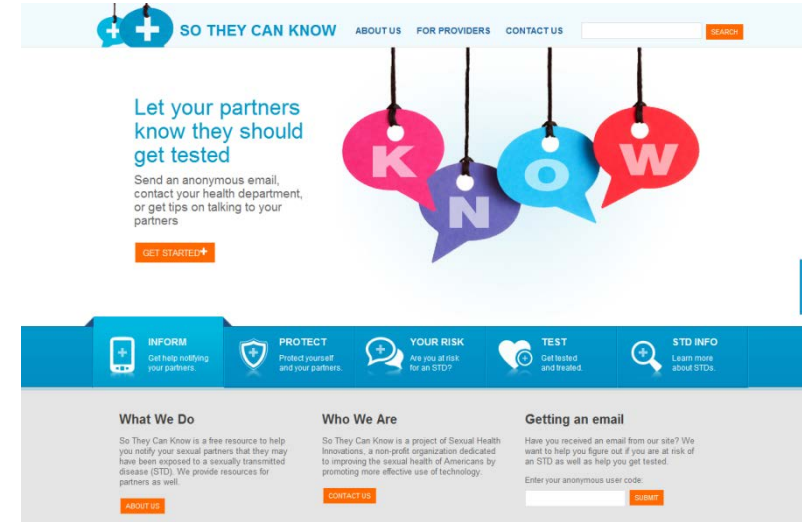 SO THEY CAN KNOW
ABOUT US
FOR PROVIDERS
CONTACT US
SEARCH
Let your partners
know they should
get tested
Send an anonymous email,
contact your health department,
or get tips on talking to your
partners
GET STARTED+
K
N
O
W
INFORM
Get help notifying
your partners.
PROTECT
Protect yourself
and your partners.
YOUR RISK
Are you at risk
for an STD?
TEST
Get tested
and treated.
STD INFO
Learn more
about STDs.
What We Do
So They Can Know is a free resource to help
you notify your sexual partners that they may
have been exposed to a sexually transmitted
disease (STD). We provide resources for
partners as well.
ABOUT US
Who We Are
So They Can Know is a project of Sexual Health
Innovations, a non-profit organization dedicated
to improving the sexual health of Americans by
promoting more effective use of technology.
CONTACT US
Getting an email
Have you received an email from our site? We
want to help you figure out if you are at risk of
an STD as well as help you get tested.
Enter your anonymous user code:
SUBMIT